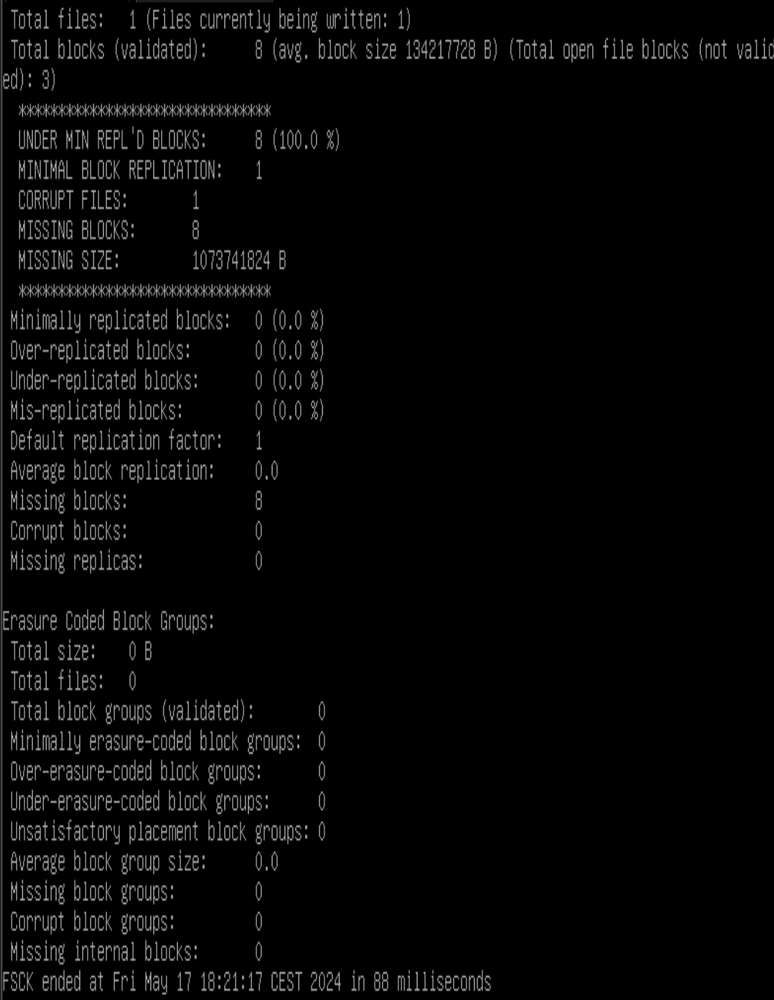 Total files:   1 (Files currently being written: 1)
Total blocks (validated):      8 (avg. block size 134217728 B) (Total open file blocks (not valid
ed): 3)
********************************
UNDER MIN REPL'D BLOCKS:      8 (100.0 %)
MINIMAL BLOCK REPLICATION:    1
CORRUPT FILES:        1
MISSING BLOCKS:       8
MISSING SIZE:         1073741824 B
********************************
Minimally replicated blocks:   0 (0.0 %)
Over-replicated blocks:        0 (0.0 %)
Under-replicated blocks:       0 (0.0 %)
Mis-replicated blocks:         0 (0.0 %)
Default replication factor:    1
Average block replication:     0.0
Missing blocks:                8
Corrupt blocks:                0
Missing replicas:              0
Erasure Coded Block Groups:
Total size:    0 B
Total files:   0
Total block groups (validated):        0
Minimally erasure-coded block groups:  0
Over-erasure-coded block groups:       0
Under-erasure-coded block groups:      0
Unsatisfactory placement block groups: 0
Average block group size:      0.0
Missing block groups:          0
Corrupt block groups:          0
Missing internal blocks:       0
FSCK ended at Fri May 17 18:21:17 CEST 2024 in 88 milliseconds